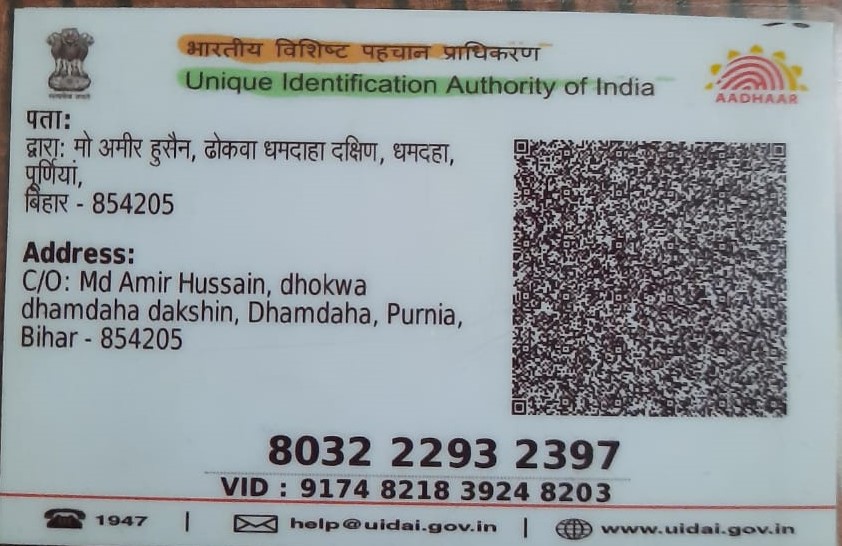 भारतीय विशिष्ट पहचान प्राधिकरण
Unique Identification Authority of India
AADHAAR
पता:
द्वारा: मो अमीर हुसैन, ढोकवा धमदाहा दक्षिण, धमदहा,
पूर्णियां,
बिहार - 854205
Address:
C/O: Md Amir Hussain, dhokwa
dhamdaha dakshin, Dhamdaha, Purnia,
Bihar - 854205
8032 2293 2397
VID : 9174 8218 3924 8203
1947 | help@uidai.gov.in | www.uidai.gov.in